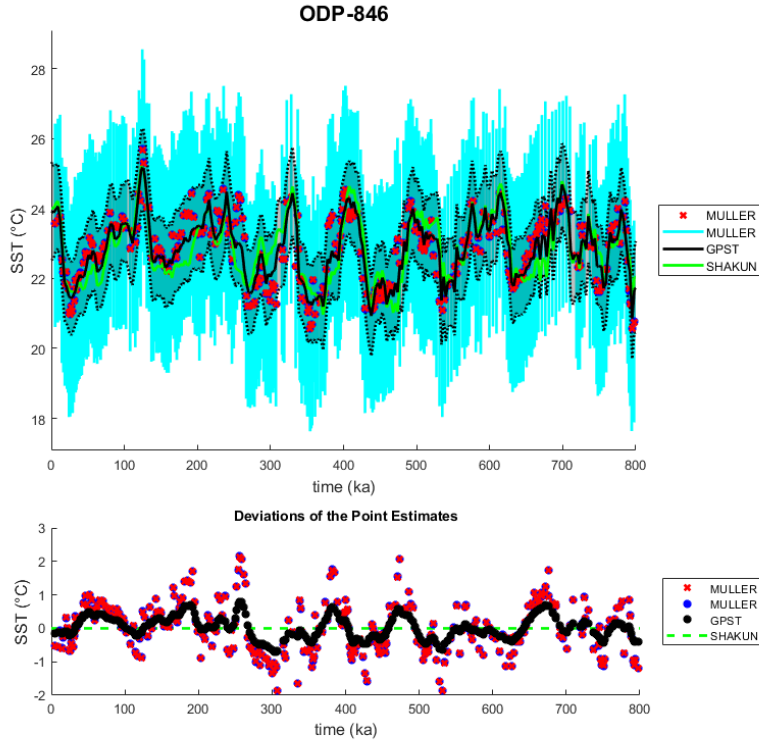 ODP-846
SST (°C)
28
26
24
22
20
18
0 100 200 300 400 500 600 700 800
time (ka)
MULLER
MULLER
GPST
SHAKUN
Deviations of the Point Estimates
SST (°C)
3
2
1
0
-1
-2
0 100 200 300 400 500 600 700 800
time (ka)
MULLER
MULLER
GPST
SHAKUN